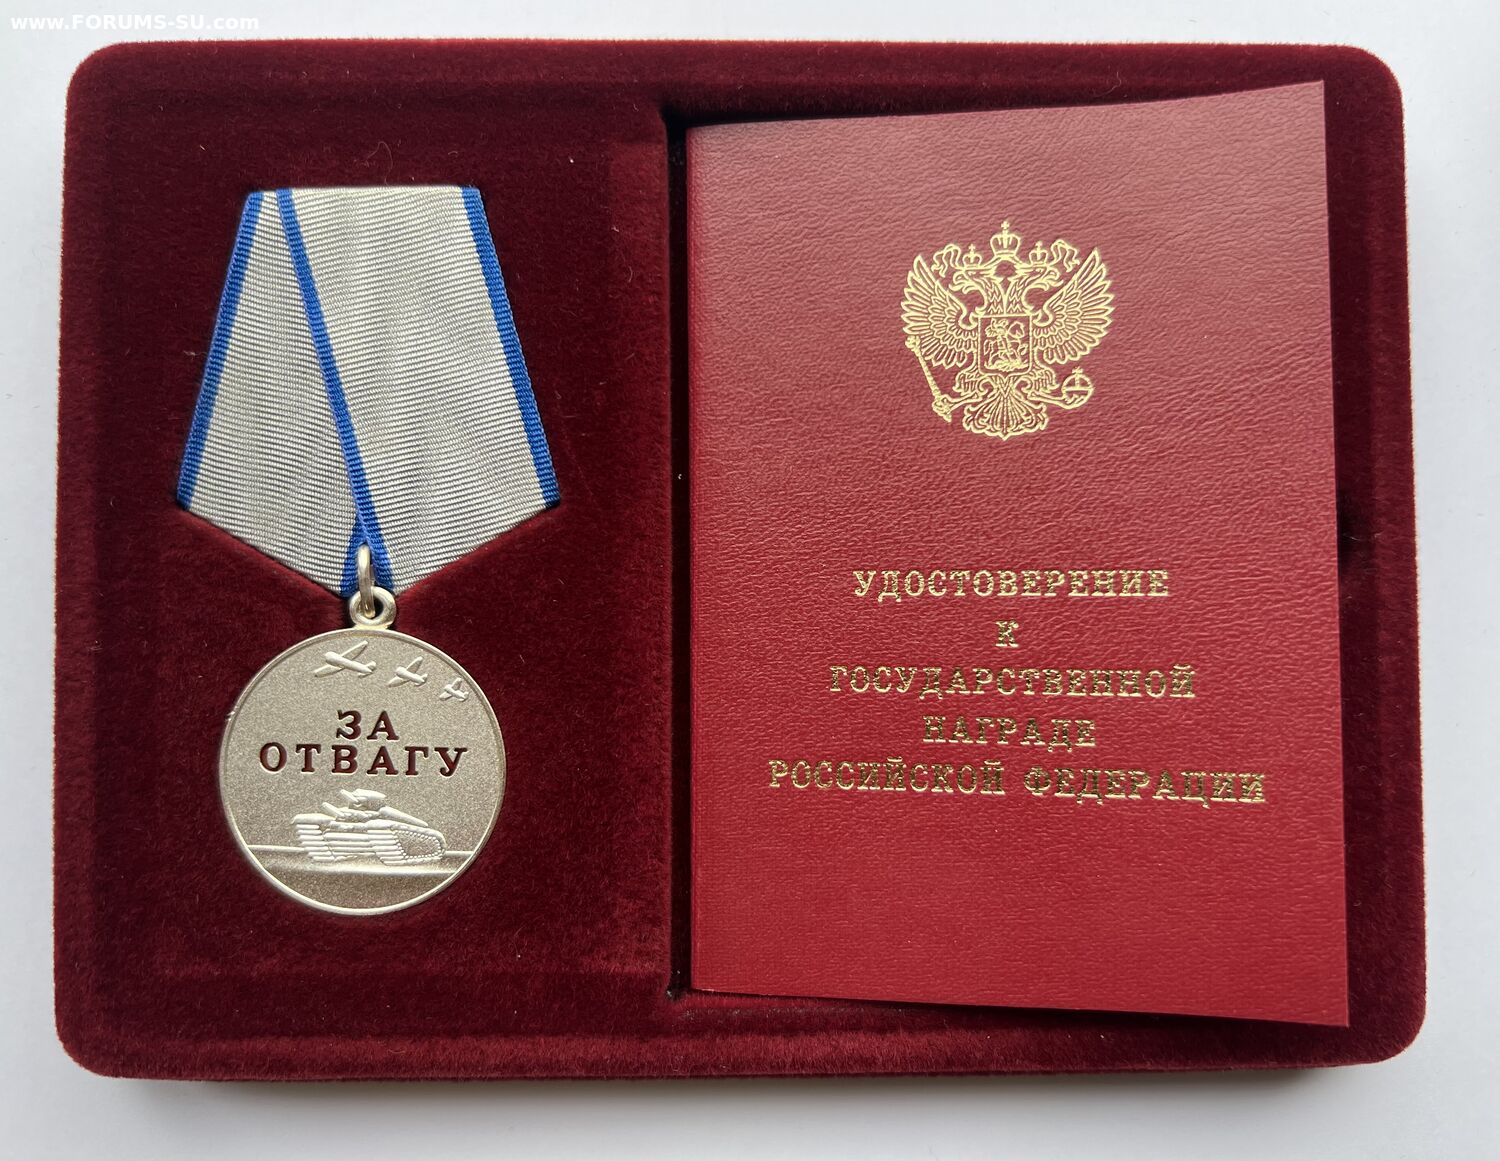 www.FORUMS-SU.com
ЗА
ОТВАГУ
УДОСТОВЕРЕНИЕ
К
ГОСУДАРСТВЕННОЙ
НАГРАДЕ
РОССИЙСКОЙ ФЕДЕРАЦИИ